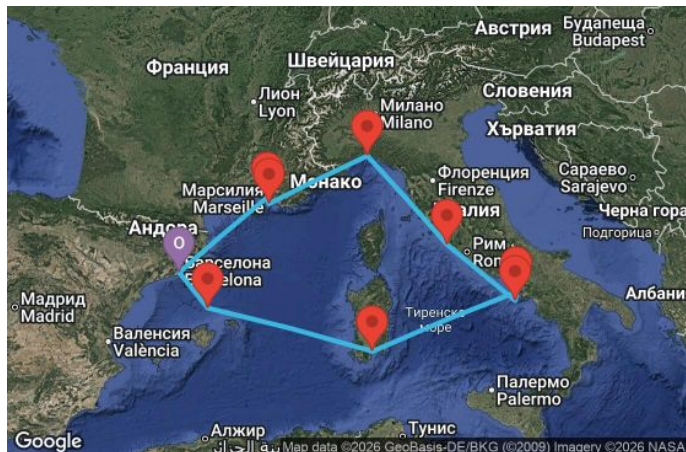 Австрия
Будапеща
Budapest
Швейцария
Франция
Словения
Лион
Lyon
Милано
Milano
Хърватия
Флоренция
Firenze
Сараево
Sarajevo
Марсилия
Marseille
Монако
Андора
Черна гора
Подгорица
О
Рим
Барселона
Мадрид
Madrid
Тиренско
море
Албани
Валенсия
València
Палермо
Palermo
Алжир
Тунис
Google
Map data ©2026 GeoBasis-DE/BKG (©2009) Imagery ©2026 NASA